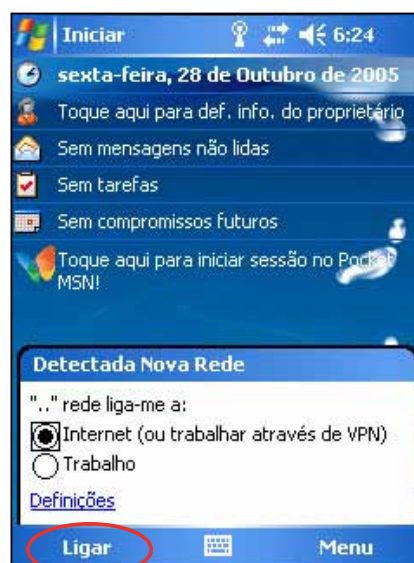 Iniciar 6:24
sexta-feira, 28 de Outubro de 2005
Toque aqui para def. info. do proprietário
Sem mensagens não lidas
Sem tarefas
Sem compromissos futuros
Toque aqui para iniciar sessão no Pocket
MSN!
Detectada Nova Rede
".." rede liga-me a:
Internet (ou trabalhar através de VPN)
Trabalho
Definições
Ligar Menu